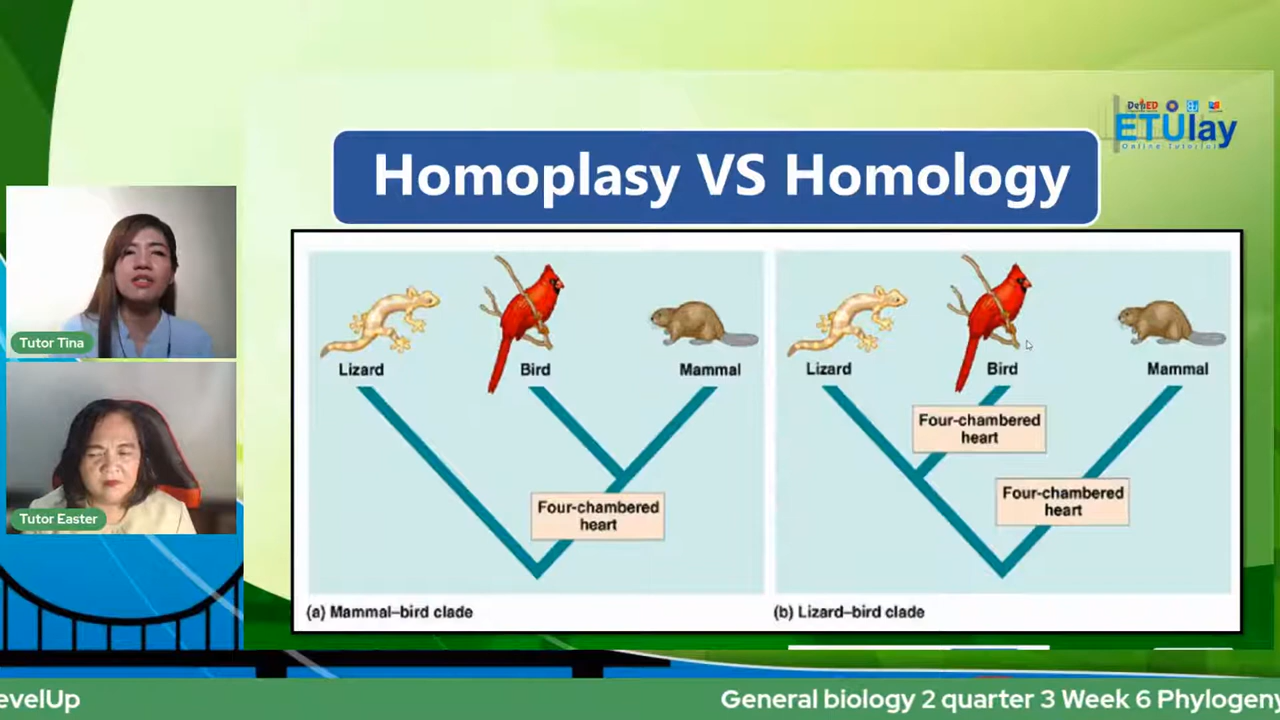 DepED
ETUlay
Online Tutorial
Homoplasy VS Homology
Lizard
Bird
Mammal
Four-chambered
heart
(a) Mammal–bird clade
Lizard
Bird
Mammal
Four-chambered
heart
Four-chambered
heart
(b) Lizard–bird clade
Tutor Tina
Tutor Easter
evelUp
General biology 2 quarter 3 Week 6 Phylogeny